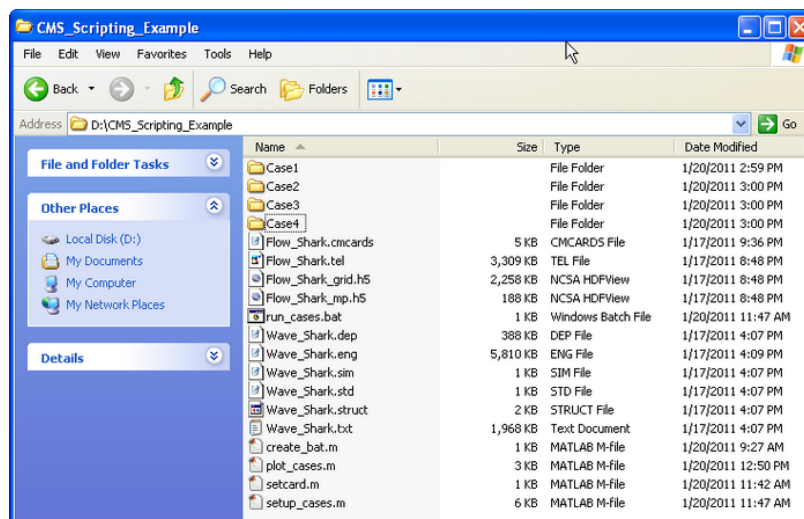 CMS_Scripting_Example
File Edit View Favorites Tools Help
Back Search Folders
Address D:\CMS_Scripting_Example Go
Name Size Type Date Modified
File and Folder Tasks
Other Places
Local Disk (D:)
My Documents
My Computer
My Network Places
Details
Case1 File Folder 1/20/2011 2:59 PM
Case2 File Folder 1/20/2011 3:00 PM
Case3 File Folder 1/20/2011 3:00 PM
Case4 File Folder 1/20/2011 3:00 PM
Flow_Shark.cmcards 5 KB CMCARDS File 1/17/2011 9:36 PM
Flow_Shark.tel 3,309 KB TEL File 1/17/2011 8:48 PM
Flow_Shark_grid.h5 2,258 KB NCSA HDFView 1/17/2011 8:48 PM
Flow_Shark_mp.h5 188 KB NCSA HDFView 1/17/2011 8:48 PM
run_cases.bat 1 KB Windows Batch File 1/20/2011 11:47 AM
Wave_Shark.dep 388 KB DEP File 1/17/2011 4:07 PM
Wave_Shark.eng 5,810 KB ENG File 1/17/2011 4:09 PM
Wave_Shark.sim 1 KB SIM File 1/17/2011 4:07 PM
Wave_Shark.std 1 KB STD File 1/17/2011 4:07 PM
Wave_Shark.struct 2 KB STRUCT File 1/17/2011 4:07 PM
Wave_Shark.txt 1,968 KB Text Document 1/17/2011 4:07 PM
create_bat.m 1 KB MATLAB M-file 1/20/2011 9:27 AM
plot_cases.m 3 KB MATLAB M-file 1/20/2011 12:50 PM
setcard.m 1 KB MATLAB M-file 1/20/2011 11:42 AM
setup_cases.m 6 KB MATLAB M-file 1/20/2011 11:47 AM